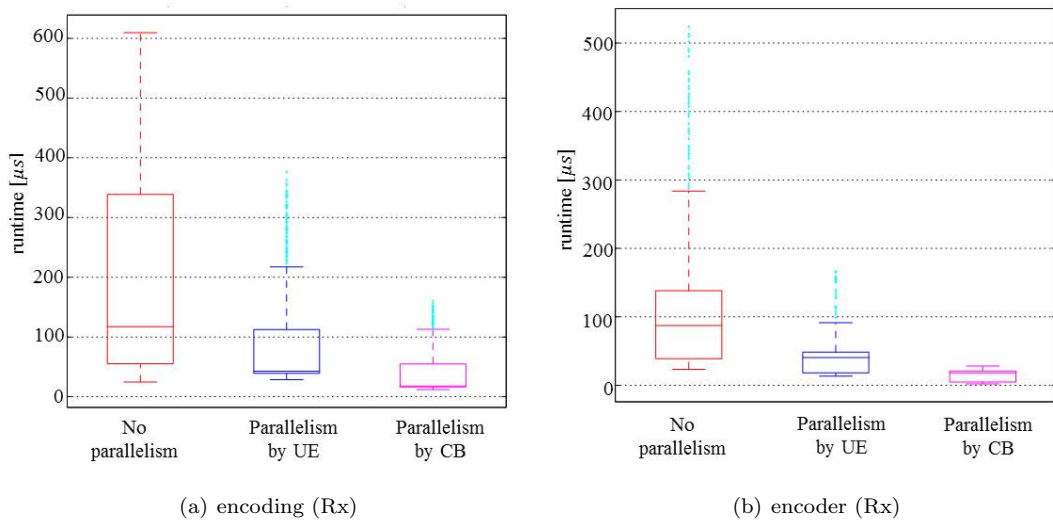 runtime [μs]
600
500
400
300
200
100
0
No parallelism
Parallelism by UE
Parallelism by CB
(a) encoding (Rx)
runtime [μs]
500
400
300
200
100
0
No parallelism
Parallelism by UE
Parallelism by CB
(b) encoder (Rx)